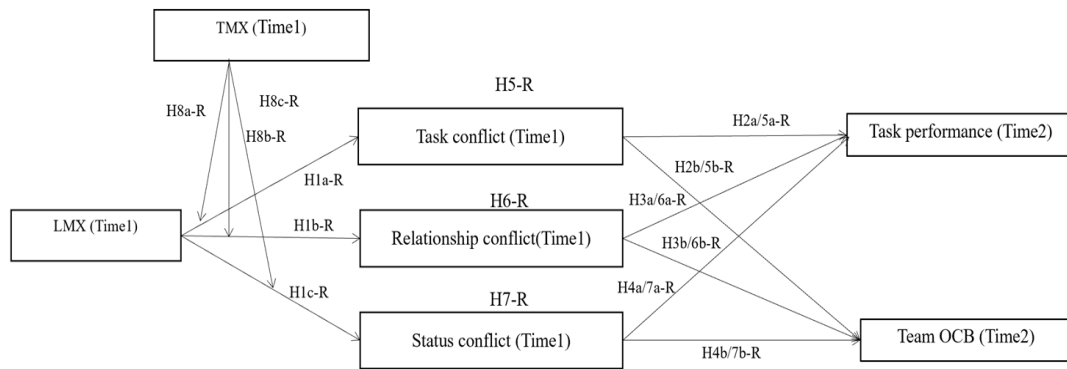 TMX (Time1)
H8a-R
H8c-R
H8b-R
H5-R
Task conflict (Time1)
H2a/5a-R
Task performance (Time2)
H1a-R
H2b/5b-R
H3a/6a-R
H6-R
LMX (Time1)
H1b-R
Relationship conflict(Time1)
H3b/6b-R
H4a/7a-R
H1c-R
H7-R
Status conflict (Time1)
H4b/7b-R
Team OCB (Time2)